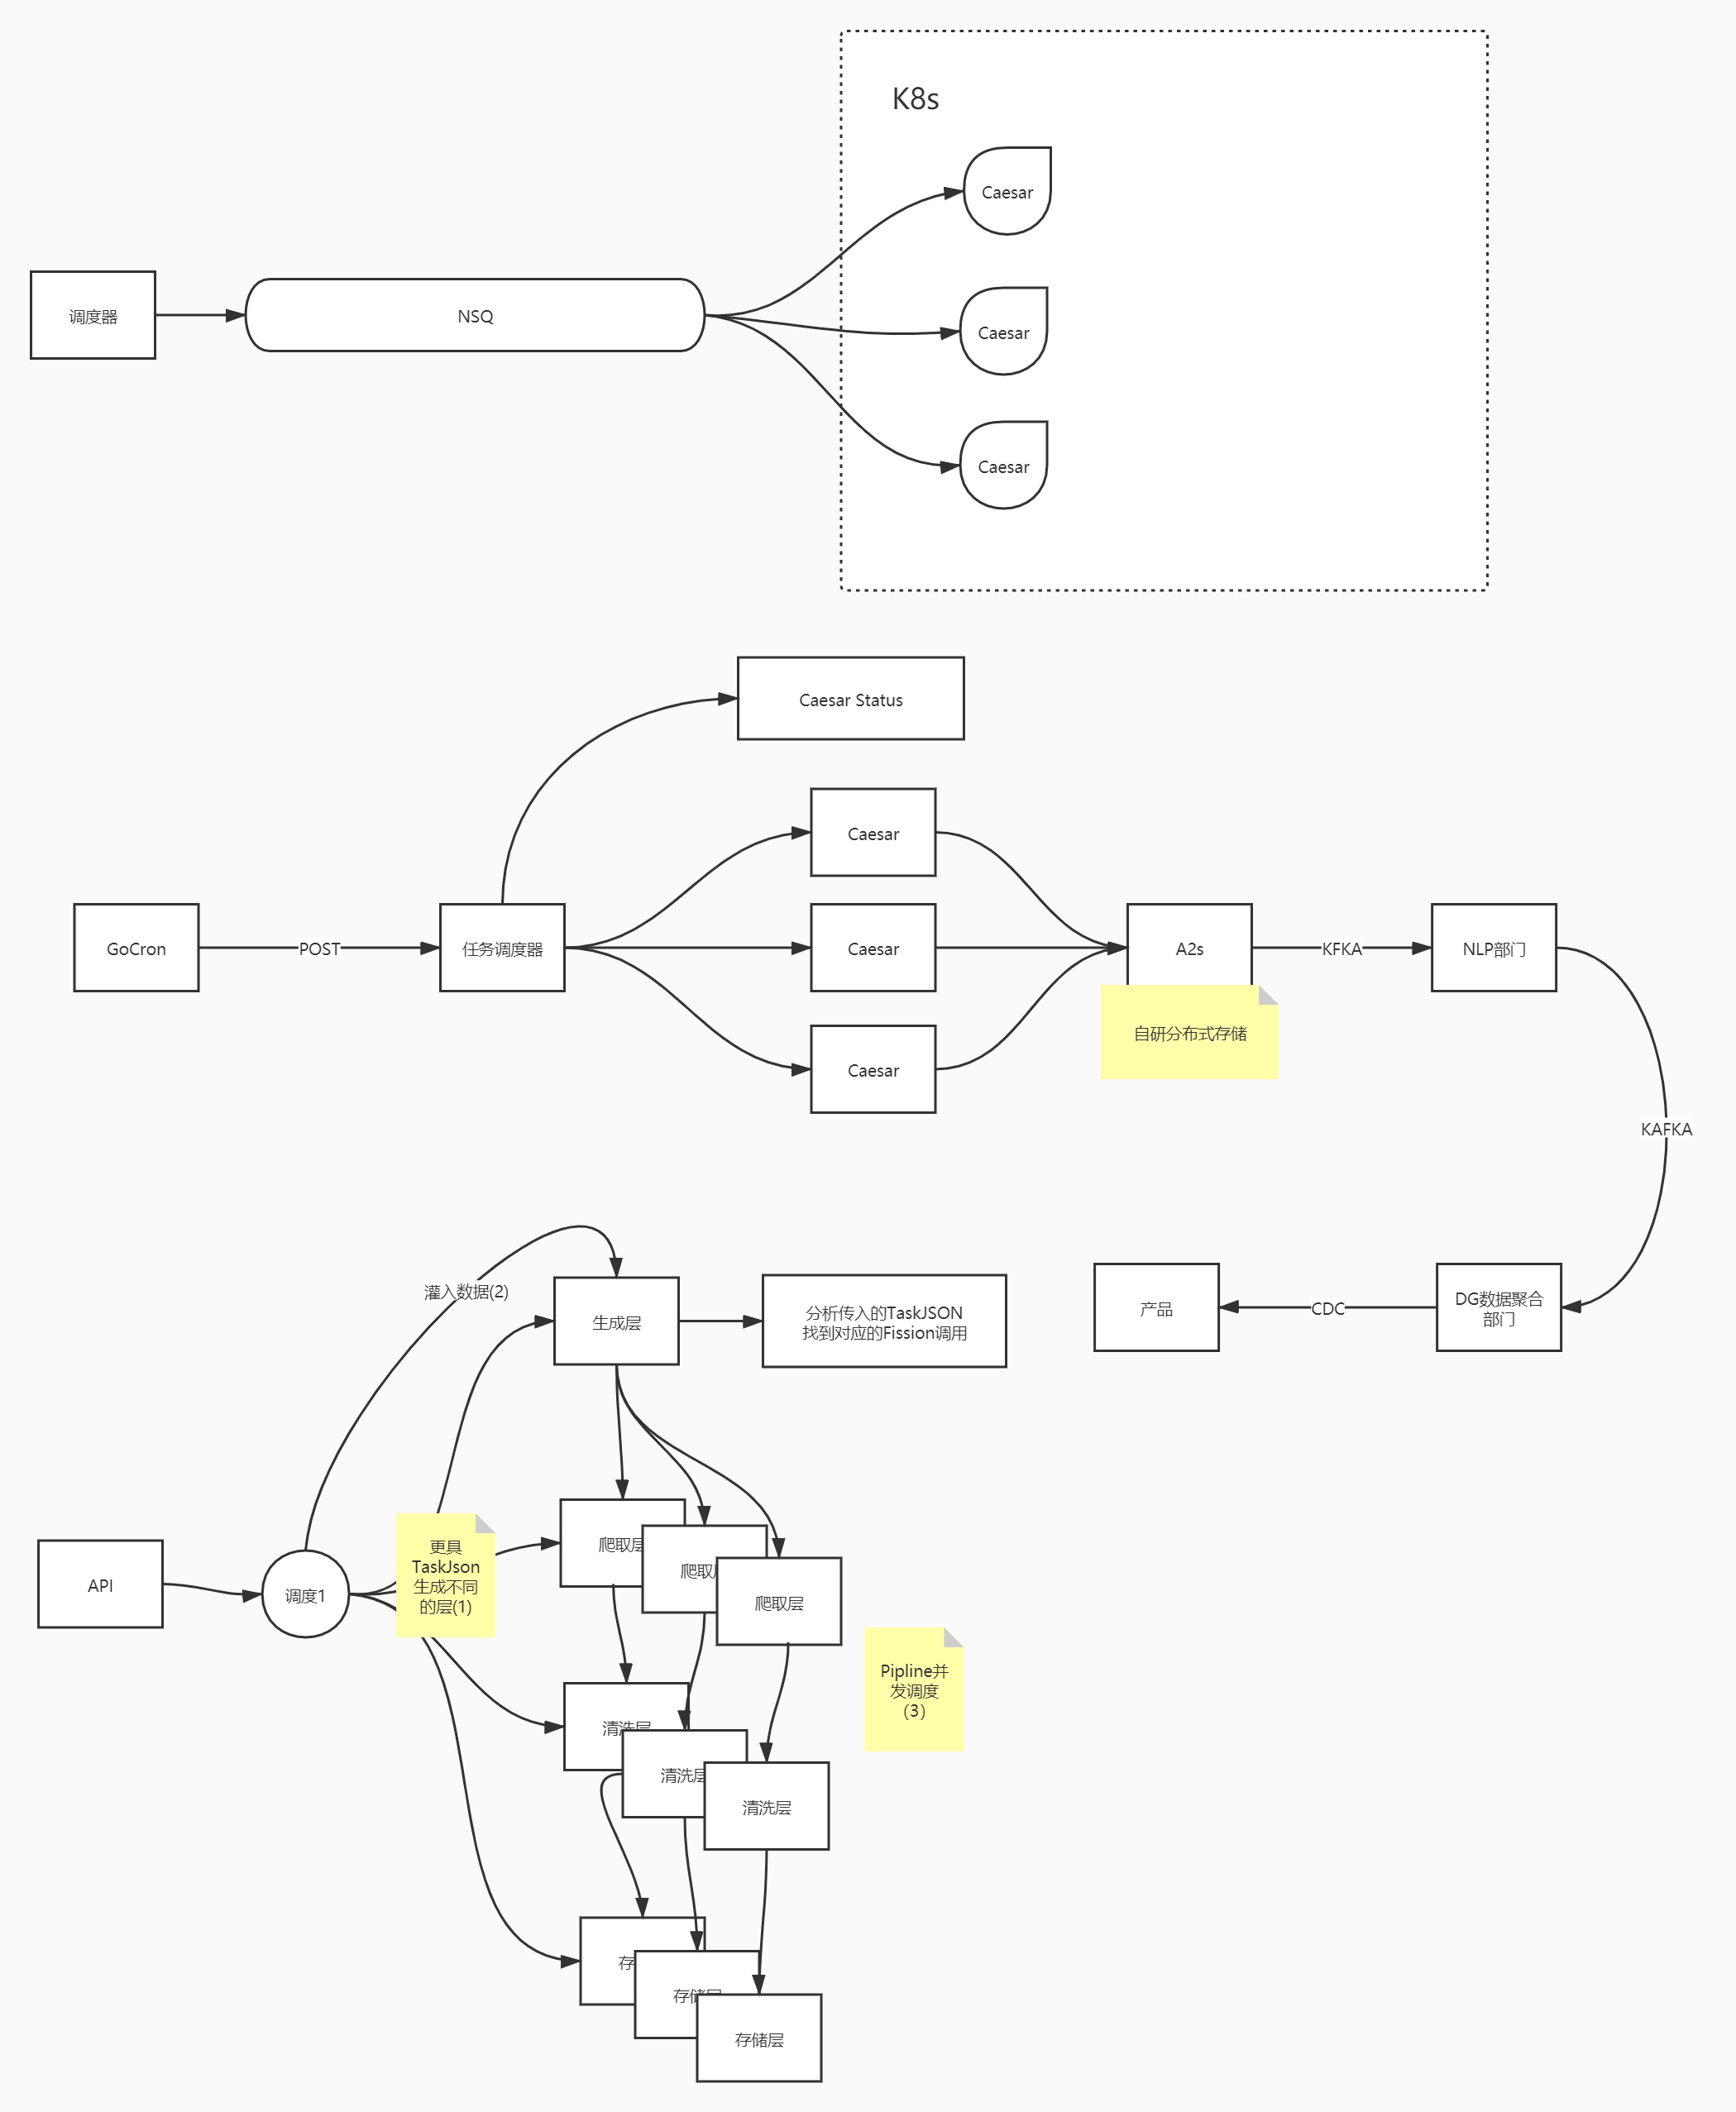 K8s
Caesar
调度器
NSQ
Caesar
Caesar
Caesar Status
Caesar
GoCron
POST
任务调度器
Caesar
A2s
KFKA
NLP部门
自研分布式存储
Caesar
KAFKA
灌入数据(2)
生成层
分析传入的TaskJSON
找到对应的Fission调用
产品
CDC
DG数据聚合
部门
API
调度1
更具
TaskJson
生成不同
的层(1)
爬取层
爬取
爬取层
Pipline并
发调度
（3）
清洗层
清洗层
清洗层
存
存储层
存储层